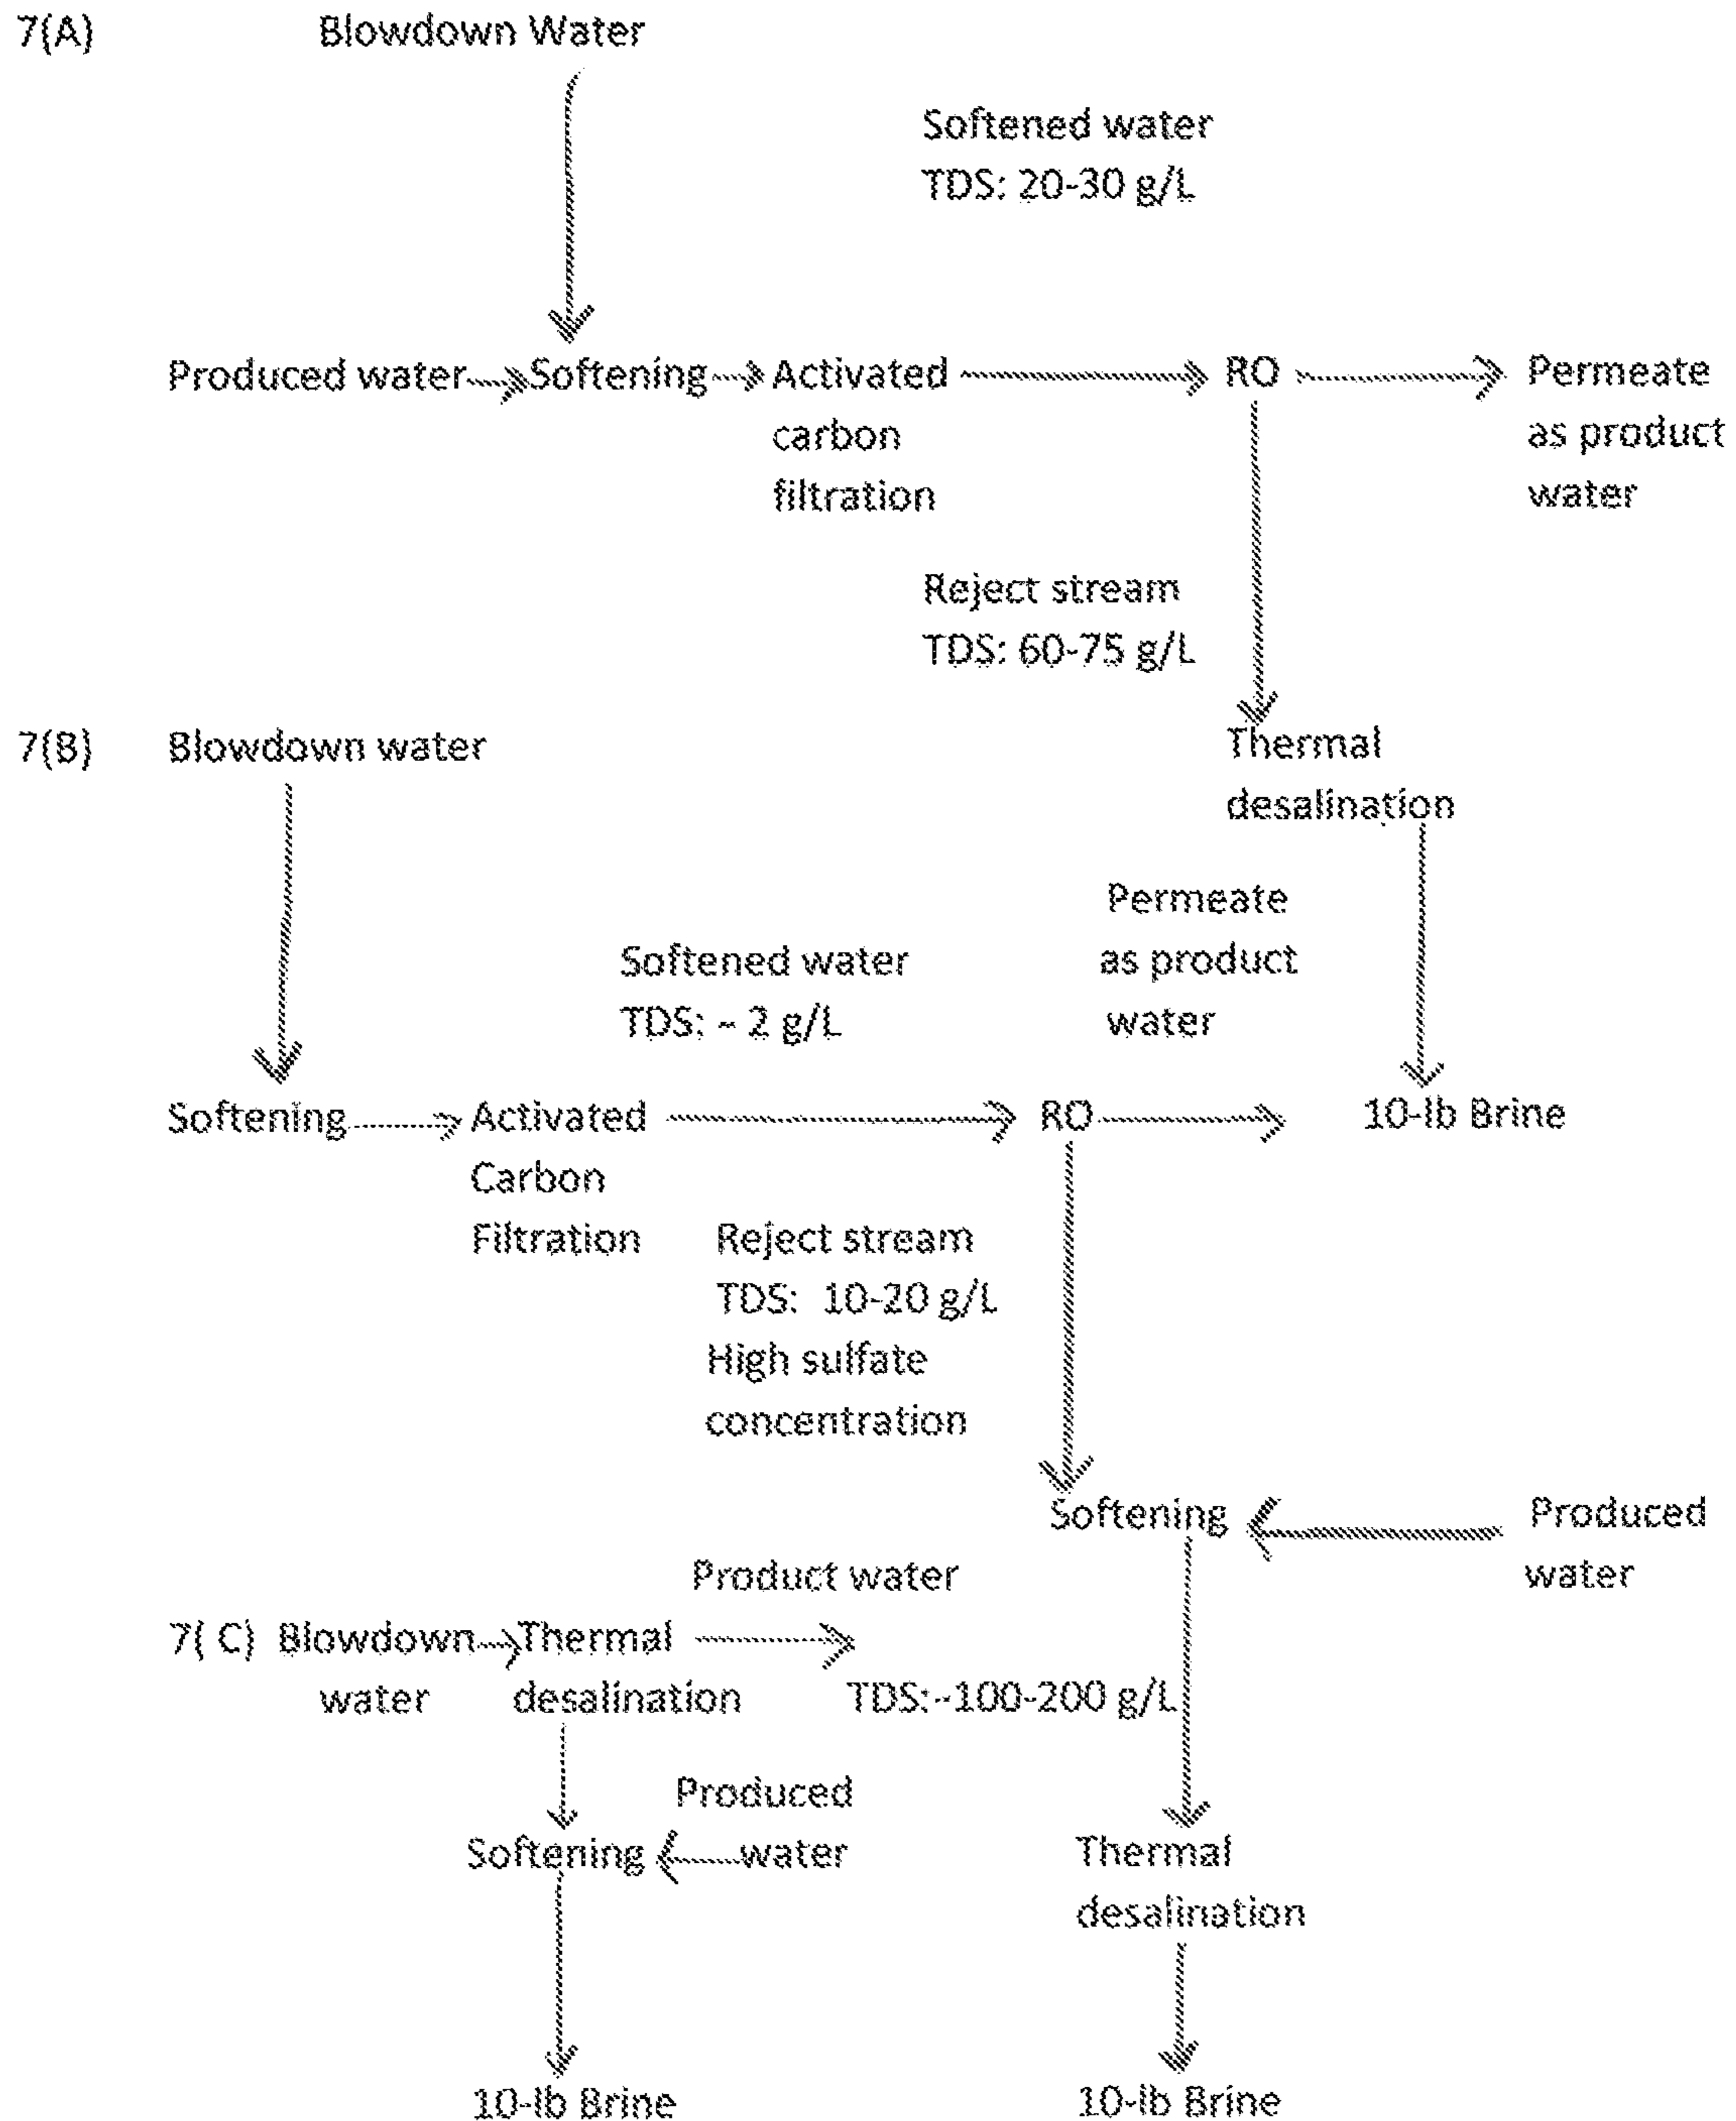 7(A) Blowdown Water
Softened water
TDS: 20-30 g/L
Produced water Softening Activated RO Permeate
carbon as product
filtration water
Reject stream
TDS: 60-75 g/L
7(B) Blowdown water Thermal
desalination
Permeate
Softened water as product
TDS: ~ 2 g/L water
Softening Activated RO 10-lb Brine
Carbon
Filtration Reject stream
TDS: 10-20 g/L
High sulfate
concentration
Softening Produced
Product water water
7( C) Blowdown Thermal
water desalination TDS:~100-200 g/L
Produced
Softening water Thermal
desalination
10-lb Brine 10-lb Brine